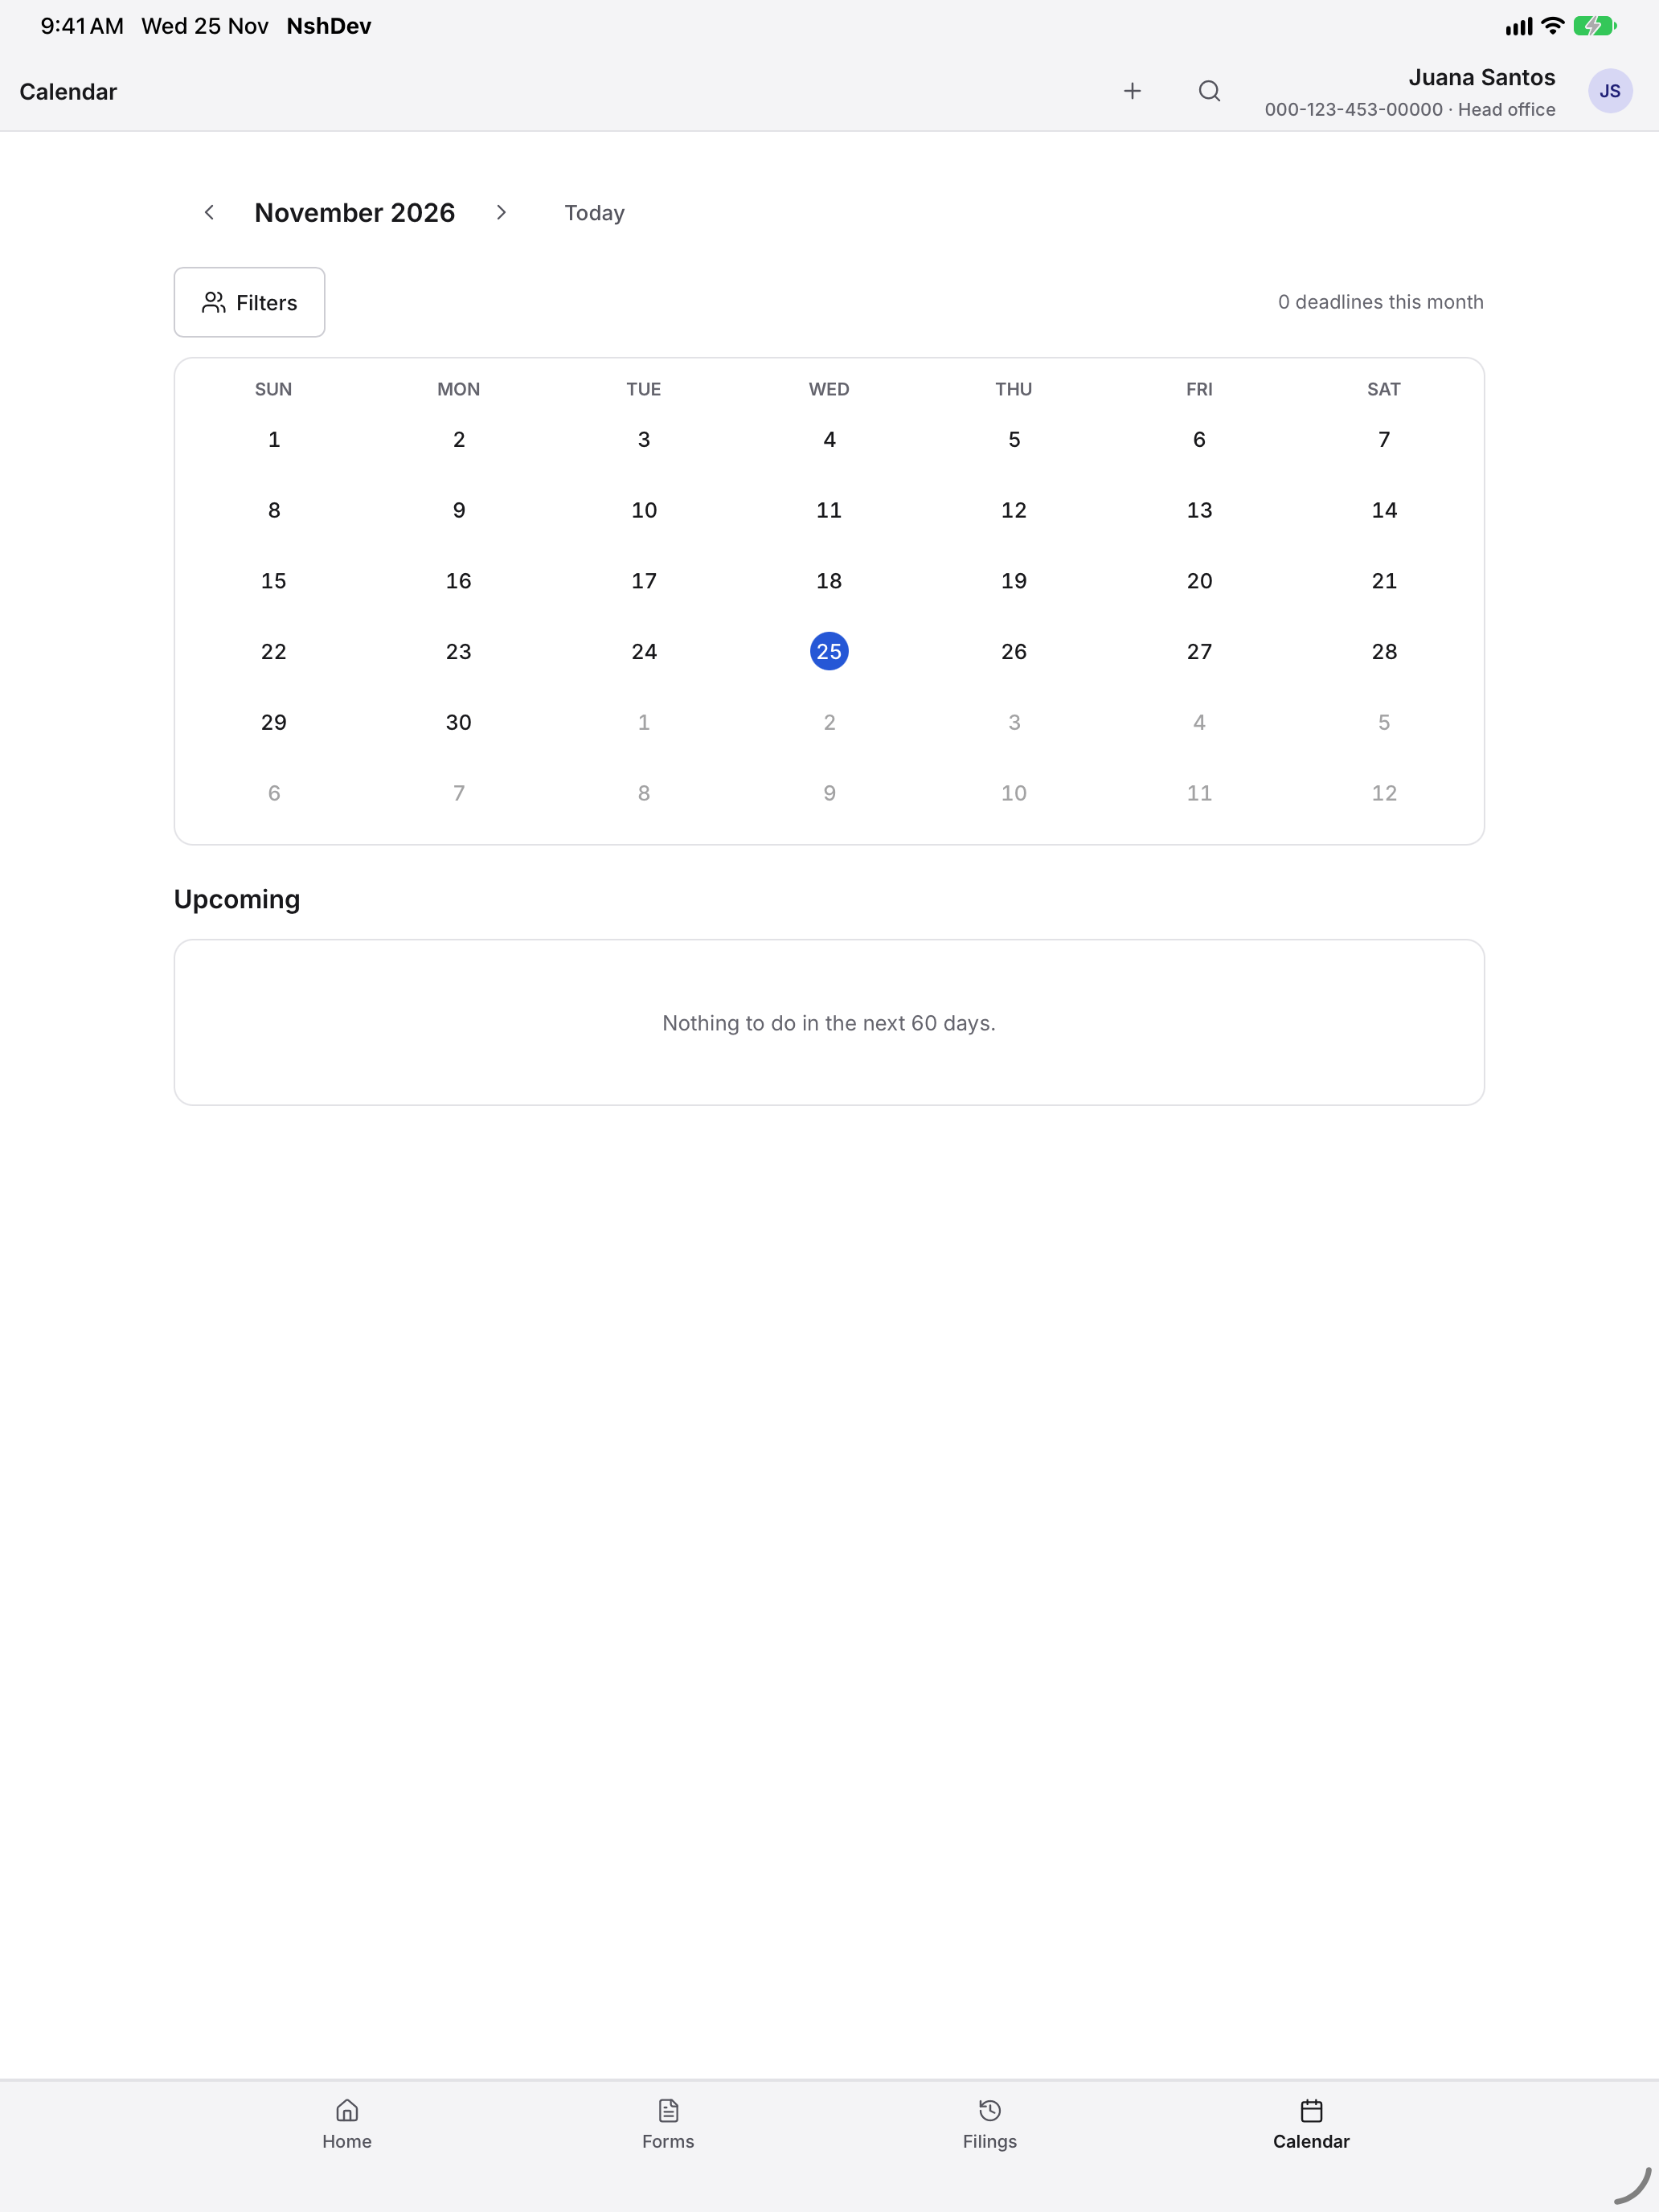 9:41 AM Wed 25 Nov NshDev
Calendar
Juana Santos
000-123-453-00000 · Head office
JS
November 2026
Today
Filters
0 deadlines this month
SUN MON TUE WED THU FRI SAT
1 2 3 4 5 6 7
8 9 10 11 12 13 14
15 16 17 18 19 20 21
22 23 24 25 26 27 28
29 30 1 2 3 4 5
6 7 8 9 10 11 12
Upcoming
Nothing to do in the next 60 days.
Home Forms Filings Calendar